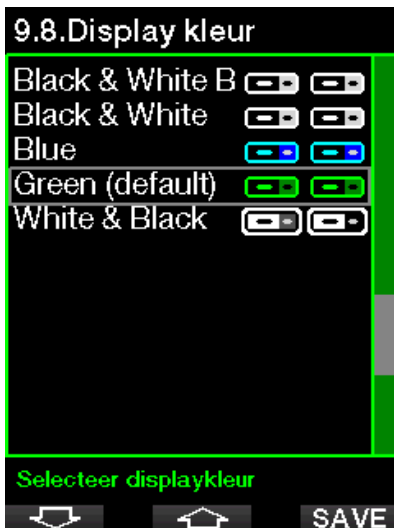 9.8.Display kleur
Black & White B
Black & White
Blue
Green (default)
White & Black
Selecteer displaykleur
SAVE